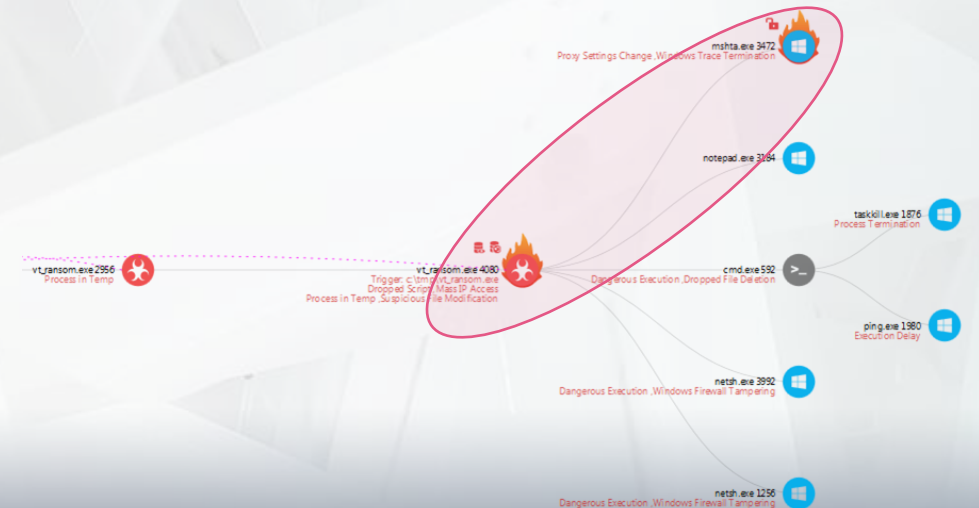 mshta.exe 3472
Proxy Settings Change ,Windows Trace Termination
notepad.exe 3184
taskkill.exe 1876
Process Termination
vt_ransom.exe 2956
Process in Temp
vt_ransom.exe 4080
Trigger: c:\tmp\vt_ransom.exe
Dropped Script ,Mass IP Access
Process in Temp ,Suspicious File Modification
cmd.exe 592
Dangerous Execution ,Dropped File Deletion
>_
ping.exe 1980
Execution Delay
netsh.exe 3992
Dangerous Execution ,Windows Firewall Tampering
netsh.exe 1256
Dangerous Execution ,Windows Firewall Tampering